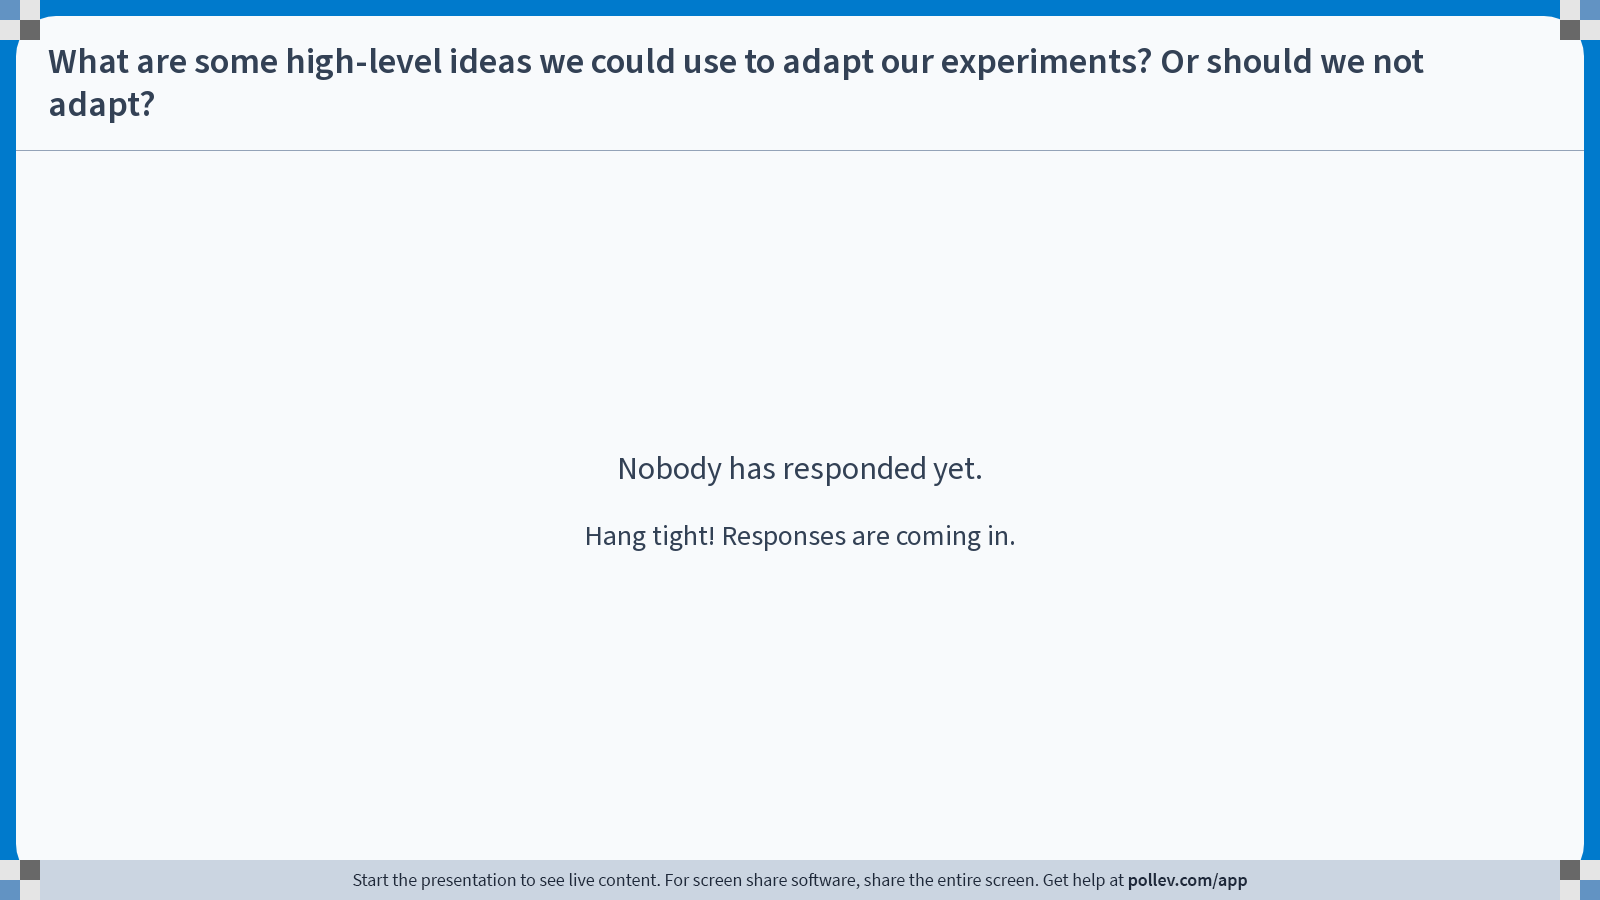 What are some high-level ideas we could use to adapt our experiments? Or should we not
adapt?
Nobody has responded yet.
Hang tight! Responses are coming in.
Start the presentation to see live content. For screen share software, share the entire screen. Get help at pollev.com/app